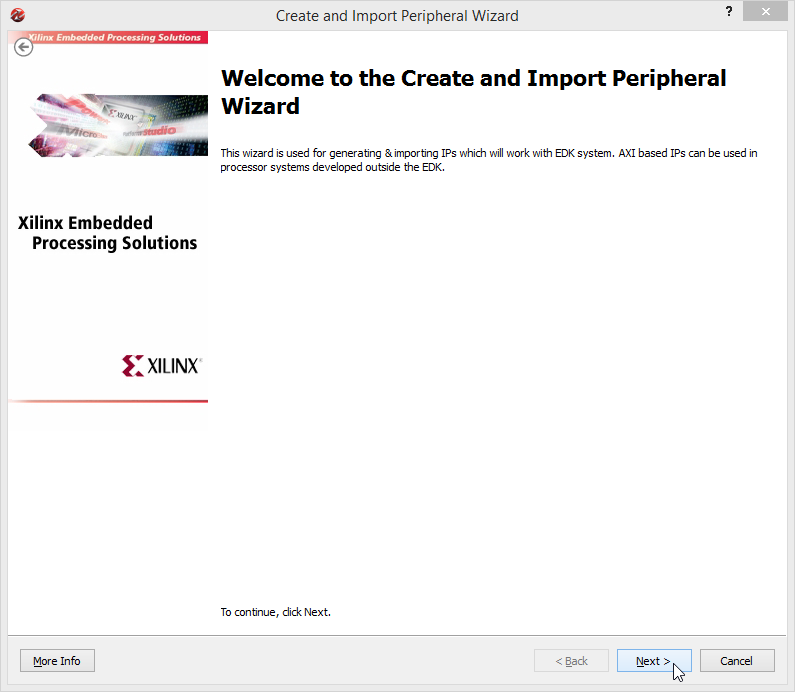 Create and Import Peripheral Wizard
?
Xilinx Embedded Processing Solutions
Welcome to the Create and Import Peripheral
Wizard
XILINX
Studio
This wizard is used for generating & importing IPs which will work with EDK system. AXI based IPs can be used in
processor systems developed outside the EDK.
Xilinx Embedded
Processing Solutions
XILINX
To continue, click Next.
More Info
< Back
Next >
Cancel